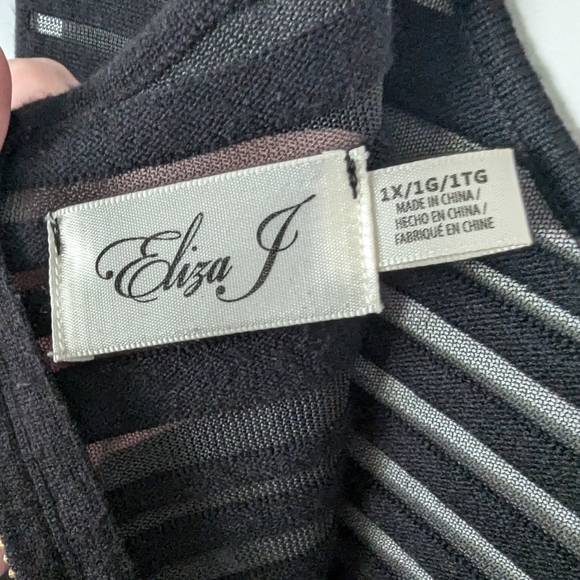 Eliza J
1X/1G/1TG
MADE IN CHINA/
HECHO EN CHINA/
FABRIQUÉ EN CHINE